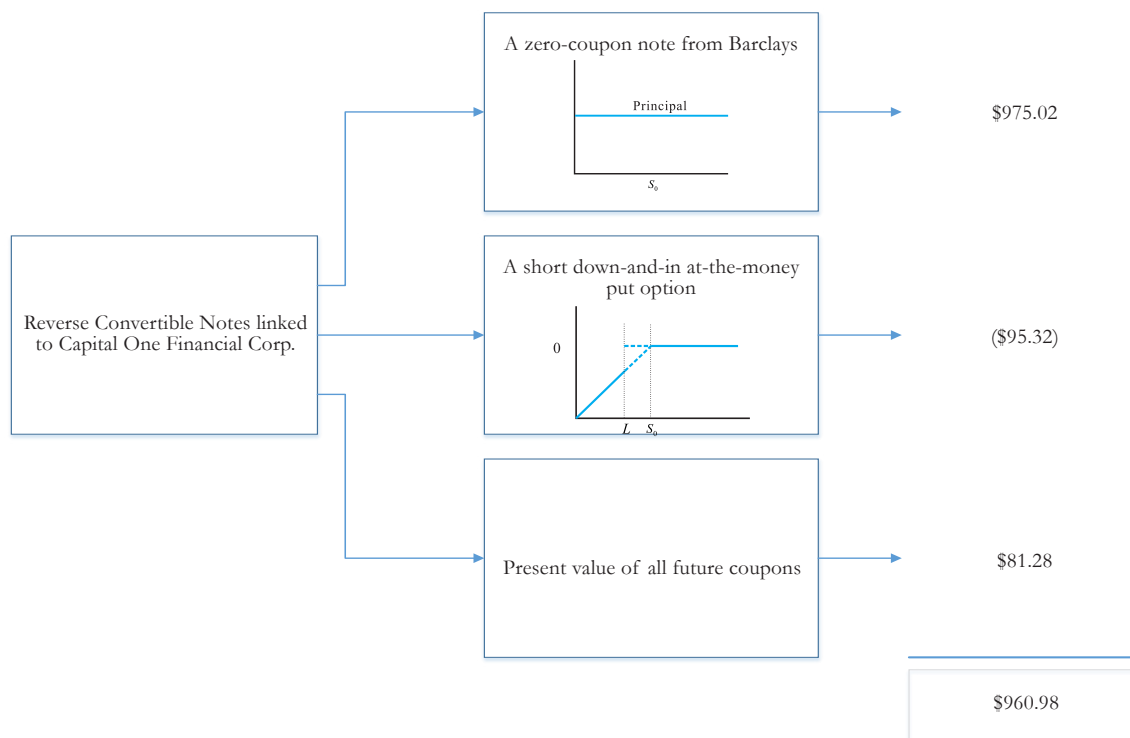 A zero-coupon note from Barclays
Principal
S₀
$975.02
Reverse Convertible Notes linked
to Capital One Financial Corp.
A short down-and-in at-the-money
put option
0
L S₀
($95.32)
Present value of all future coupons
$81.28
$960.98